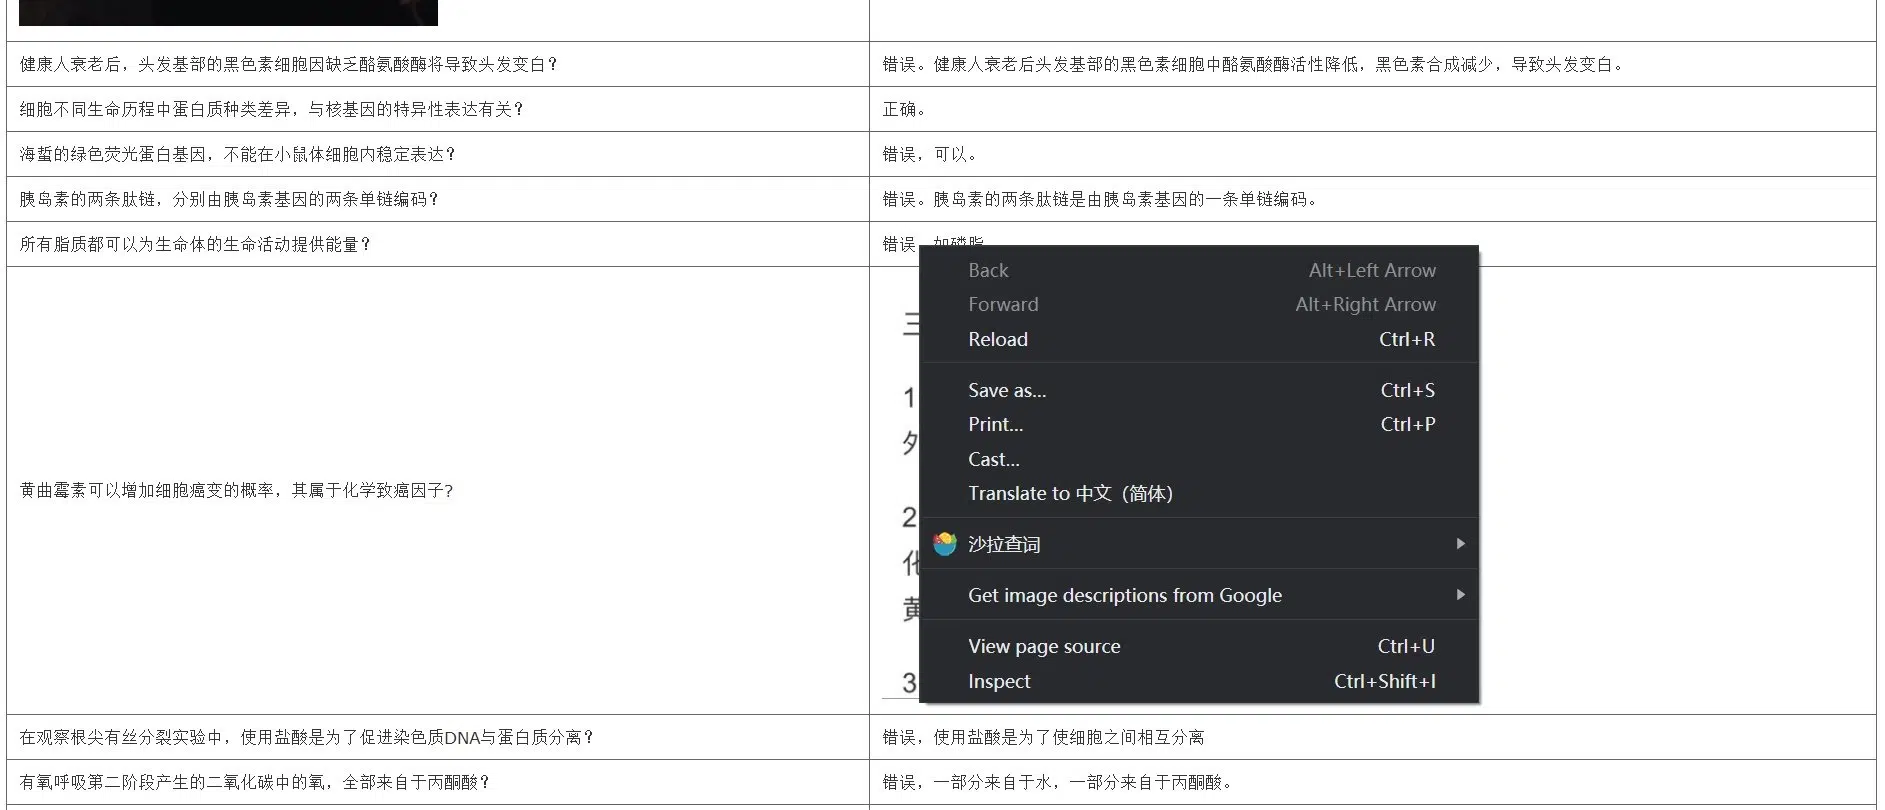 健康人衰老后，头发基部的黑色素细胞因缺乏酪氨酸酶将导致头发变白？
错误。健康人衰老后头发基部的黑色素细胞中酪氨酸酶活性降低，黑色素合成减少，导致头发变白。
细胞不同生命历程中蛋白质种类差异，与核基因的特异性表达有关？
正确。
海蜇的绿色荧光蛋白基因，不能在小鼠体细胞内稳定表达？
错误，可以。
胰岛素的两条肽链，分别由胰岛素基因的两条单链编码？
错误。胰岛素的两条肽链是由胰岛素基因的一条单链编码。
所有脂质都可以为生命体的生命活动提供能量？
错误
黄曲霉素可以增加细胞癌变的概率，其属于化学致癌因子?
三
1
外
2
化
黄
3
Back Alt+Left Arrow
Forward Alt+Right Arrow
Reload Ctrl+R
Save as... Ctrl+S
Print... Ctrl+P
Cast...
Translate to 中文（简体）
沙拉查词
Get image descriptions from Google
View page source Ctrl+U
Inspect Ctrl+Shift+I
在观察根尖有丝分裂实验中，使用盐酸是为了促进染色质DNA与蛋白质分离？
错误，使用盐酸是为了使细胞之间相互分离
有氧呼吸第二阶段产生的二氧化碳中的氧，全部来自于丙酮酸？
错误，一部分来自于水，一部分来自于丙酮酸。